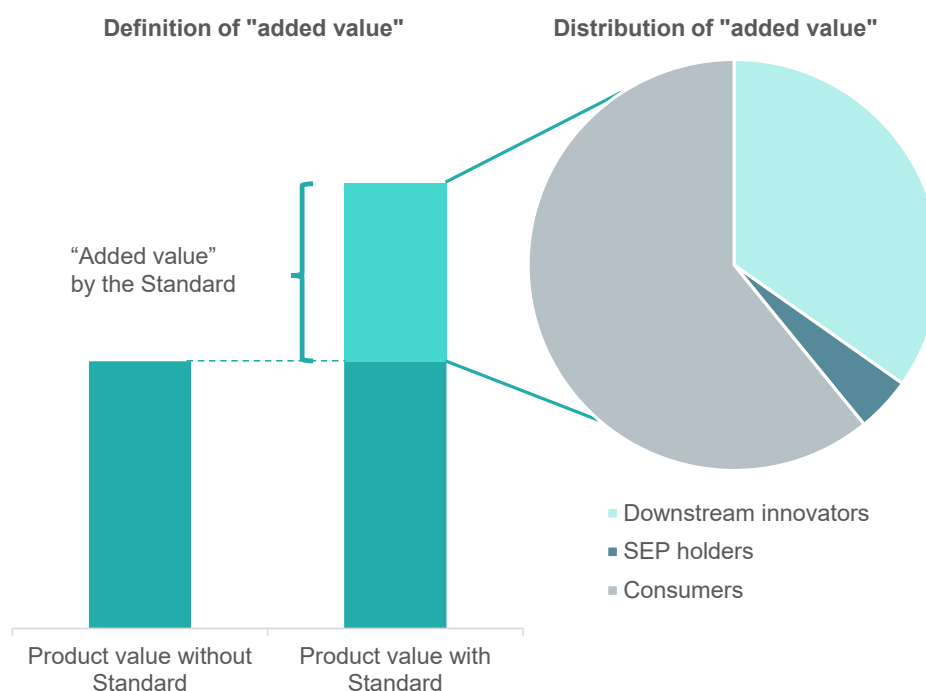 Definition of "added value"
Distribution of "added value"
“Added value”
by the Standard
Downstream innovators
SEP holders
Consumers
Product value without
Standard
Product value with
Standard